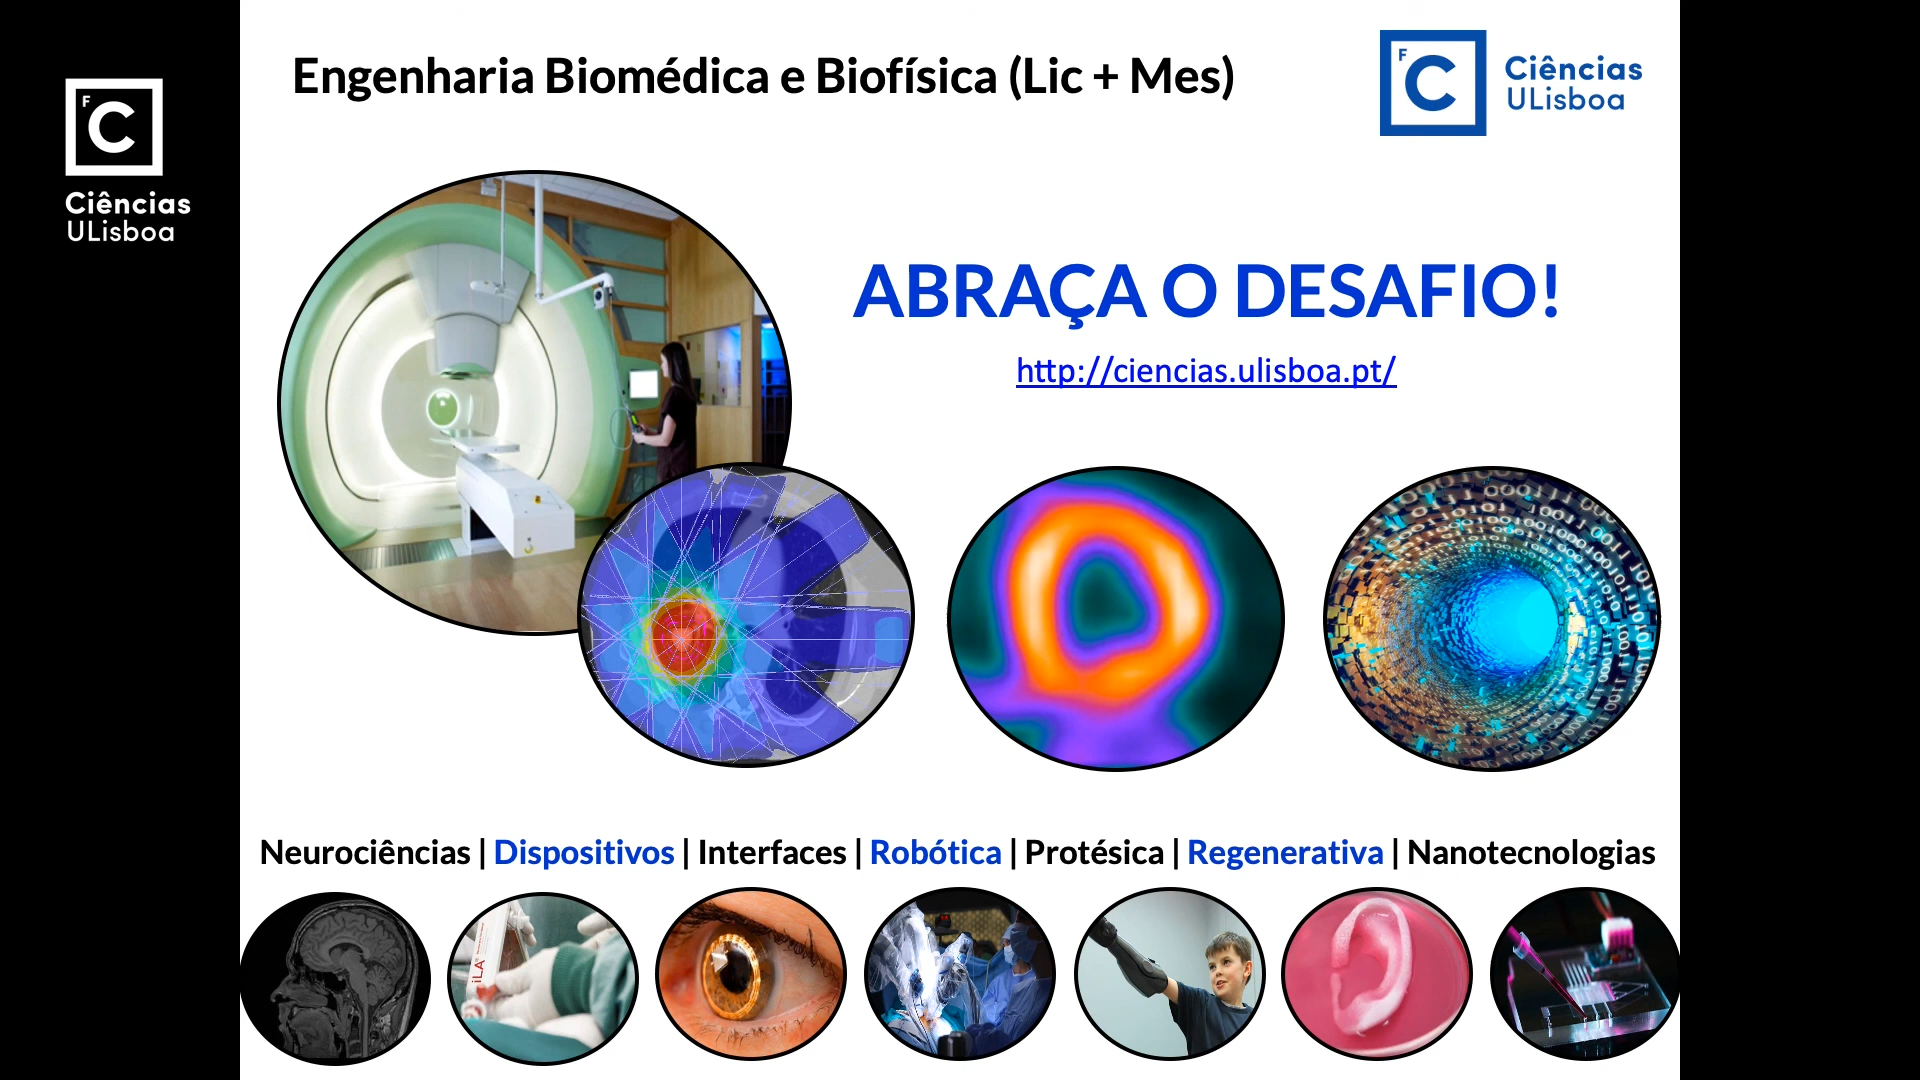 F
C
Ciências
ULisboa
Engenharia Biomédica e Biofísica (Lic + Mes)
F
C
Ciências
ULisboa
ABRAÇA O DESAFIO!
http://ciencias.ulisboa.pt/
Neurociências | Dispositivos | Interfaces | Robótica | Protésica | Regenerativa | Nanotecnologias
iLA